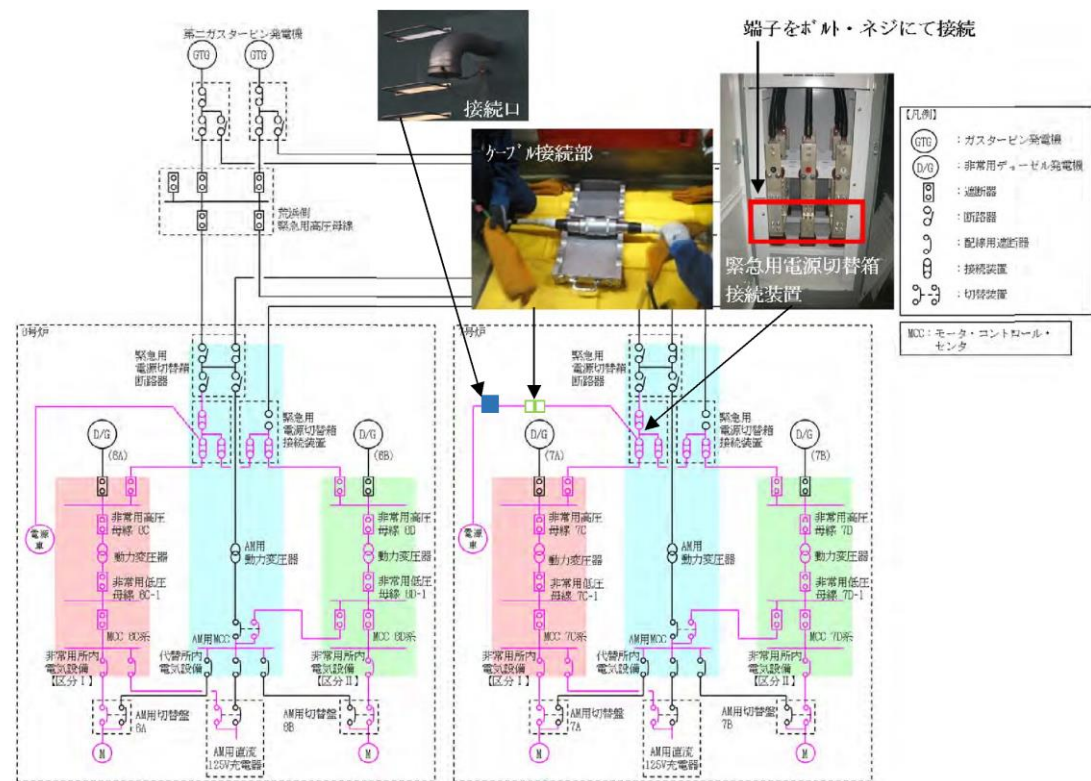 第二ガスタービン発電機
GTG
GTG
荒浜側
緊急用高圧母線
接続口
ケーブル接続部
端子をボルト・ネジにて接続
緊急用電源切替箱
接続装置
【凡例】
GTG ：ガスタービン発電機
D/G ：非常用ディーゼル発電機
：遮断器
：断路器
：配線用遮断器
：接続装置
：切替装置
MCC：モータ・コントロール・
センタ
緊急用
電源切替箱
断路器
緊急用
電源切替箱
接続装置
D/G
(6A)
D/G
(6B)
電源
車
非常用高圧
母線 6C
動力変圧器
非常用低圧
母線 6C-1
MCC 6C系
AM用
動力変圧器
非常用高圧
母線 6D
動力変圧器
非常用低圧
母線 6D-1
MCC 6D系
AM用MCC
非常用所内
電気設備
【区分Ⅰ】
代替所内
電気設備
非常用所内
電気設備
【区分Ⅱ】
AM用切替盤
6A
AM用切替盤
6B
AM用直流
125V充電器
M
M
緊急用
電源切替箱
断路器
緊急用
電源切替箱
接続装置
D/G
(7A)
D/G
(7B)
電源
車
非常用高圧
母線 7C
動力変圧器
非常用低圧
母線 7C-1
MCC 7C系
AM用
動力変圧器
非常用高圧
母線 7D
動力変圧器
非常用低圧
母線 7D-1
MCC 7D系
AM用MCC
非常用所内
電気設備
【区分Ⅰ】
代替所内
電気設備
非常用所内
電気設備
【区分Ⅱ】
AM用切替盤
7A
AM用切替盤
7B
AM用直流
125V充電器
M
M